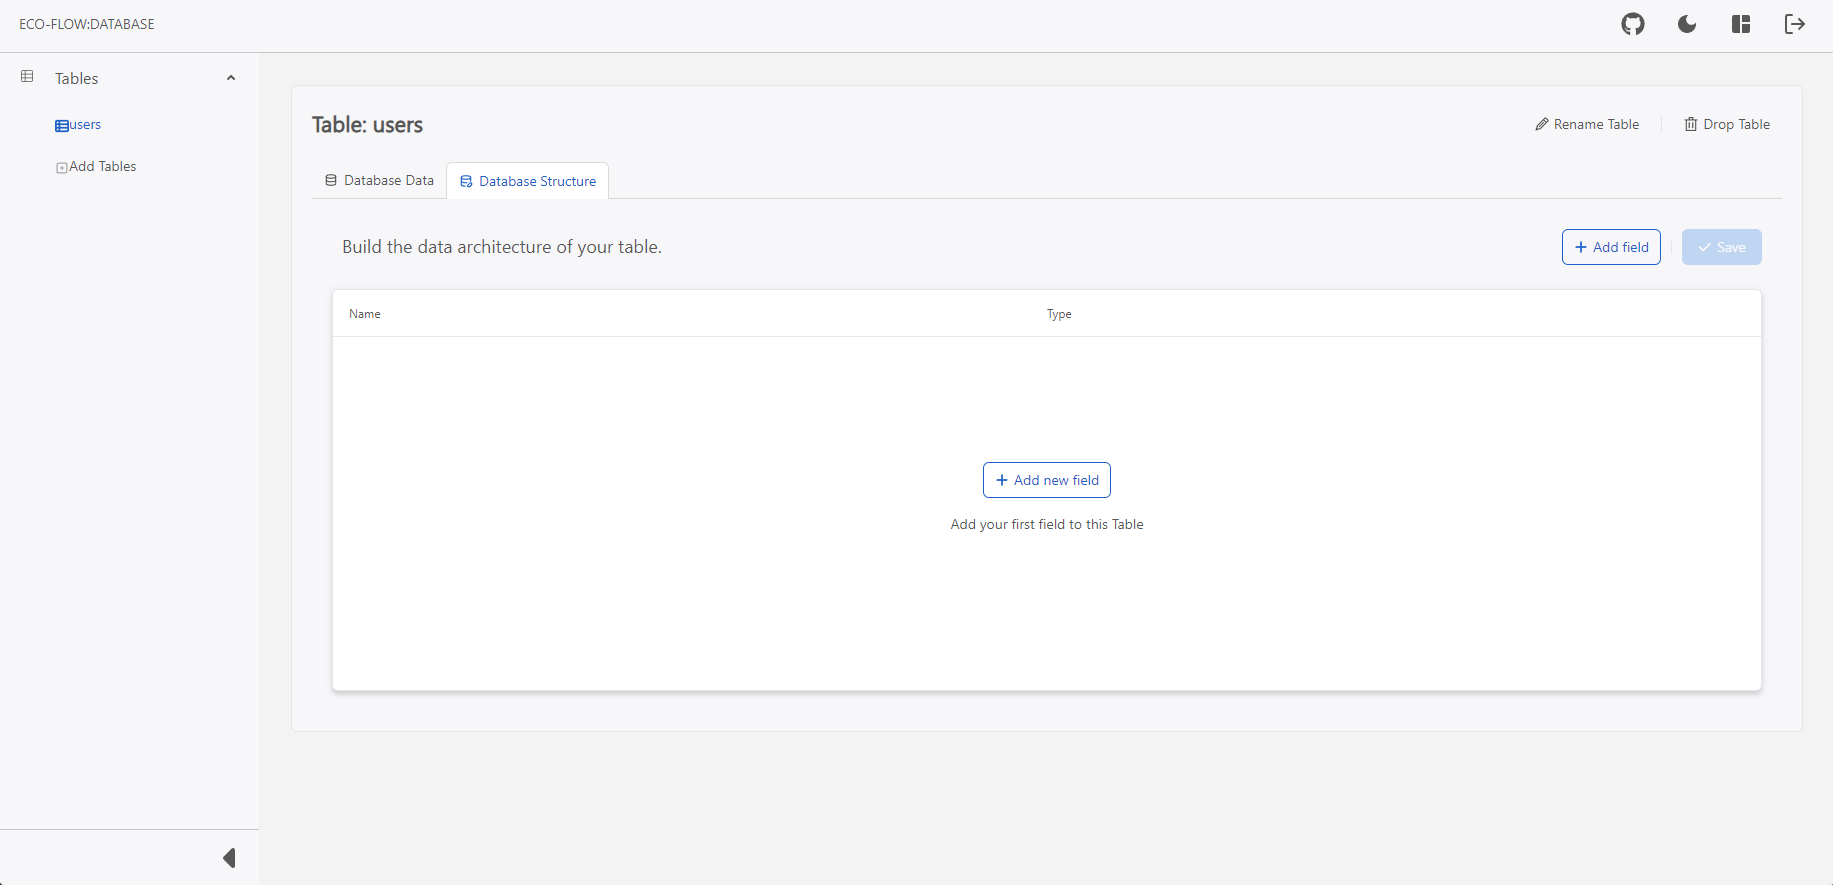 ECO-FLOW:DATABASE
Tables
users
Add Tables
Table: users
Rename Table
Drop Table
Database Data
Database Structure
Build the data architecture of your table.
Add field
Save
Name
Type
Add new field
Add your first field to this Table